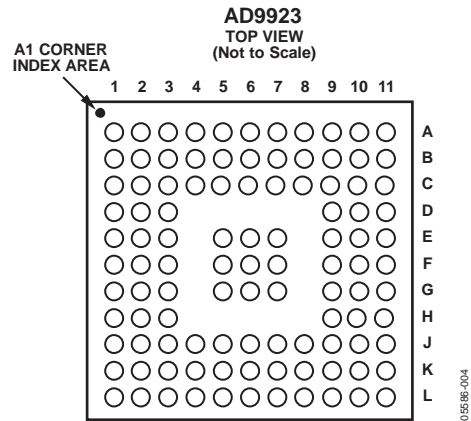 AD9923
TOP VIEW
(Not to Scale)
A1 CORNER
INDEX AREA
1 2 3 4 5 6 7 8 9 10 11
A
B
C
D
E
F
G
H
J
K
L
05586-004